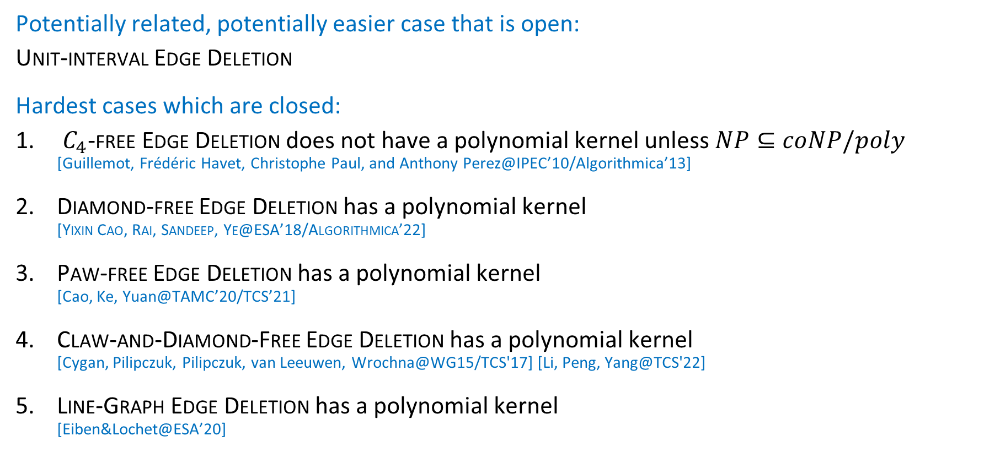 Potentially related, potentially easier case that is open:
UNIT-INTERVAL EDGE DELETION
Hardest cases which are closed:
1. C₄-FREE EDGE DELETION does not have a polynomial kernel unless NP ⊆ coNP/poly
[Guillemot, Frédéric Havet, Christophe Paul, and Anthony Perez@IPEC’10/Algorithmica’13]
2. DIAMOND-FREE EDGE DELETION has a polynomial kernel
[YIXIN CAO, RAI, SANDEEP, YE@ESA’18/ALGORITHMICA’22]
3. PAW-FREE EDGE DELETION has a polynomial kernel
[Cao, Ke, Yuan@TAMC’20/TCS’21]
4. CLAW-AND-DIAMOND-FREE EDGE DELETION has a polynomial kernel
[Cygan, Pilipczuk, Pilipczuk, van Leeuwen, Wrochna@WG15/TCS'17] [Li, Peng, Yang@TCS'22]
5. LINE-GRAPH EDGE DELETION has a polynomial kernel
[Eiben&Lochet@ESA’20]